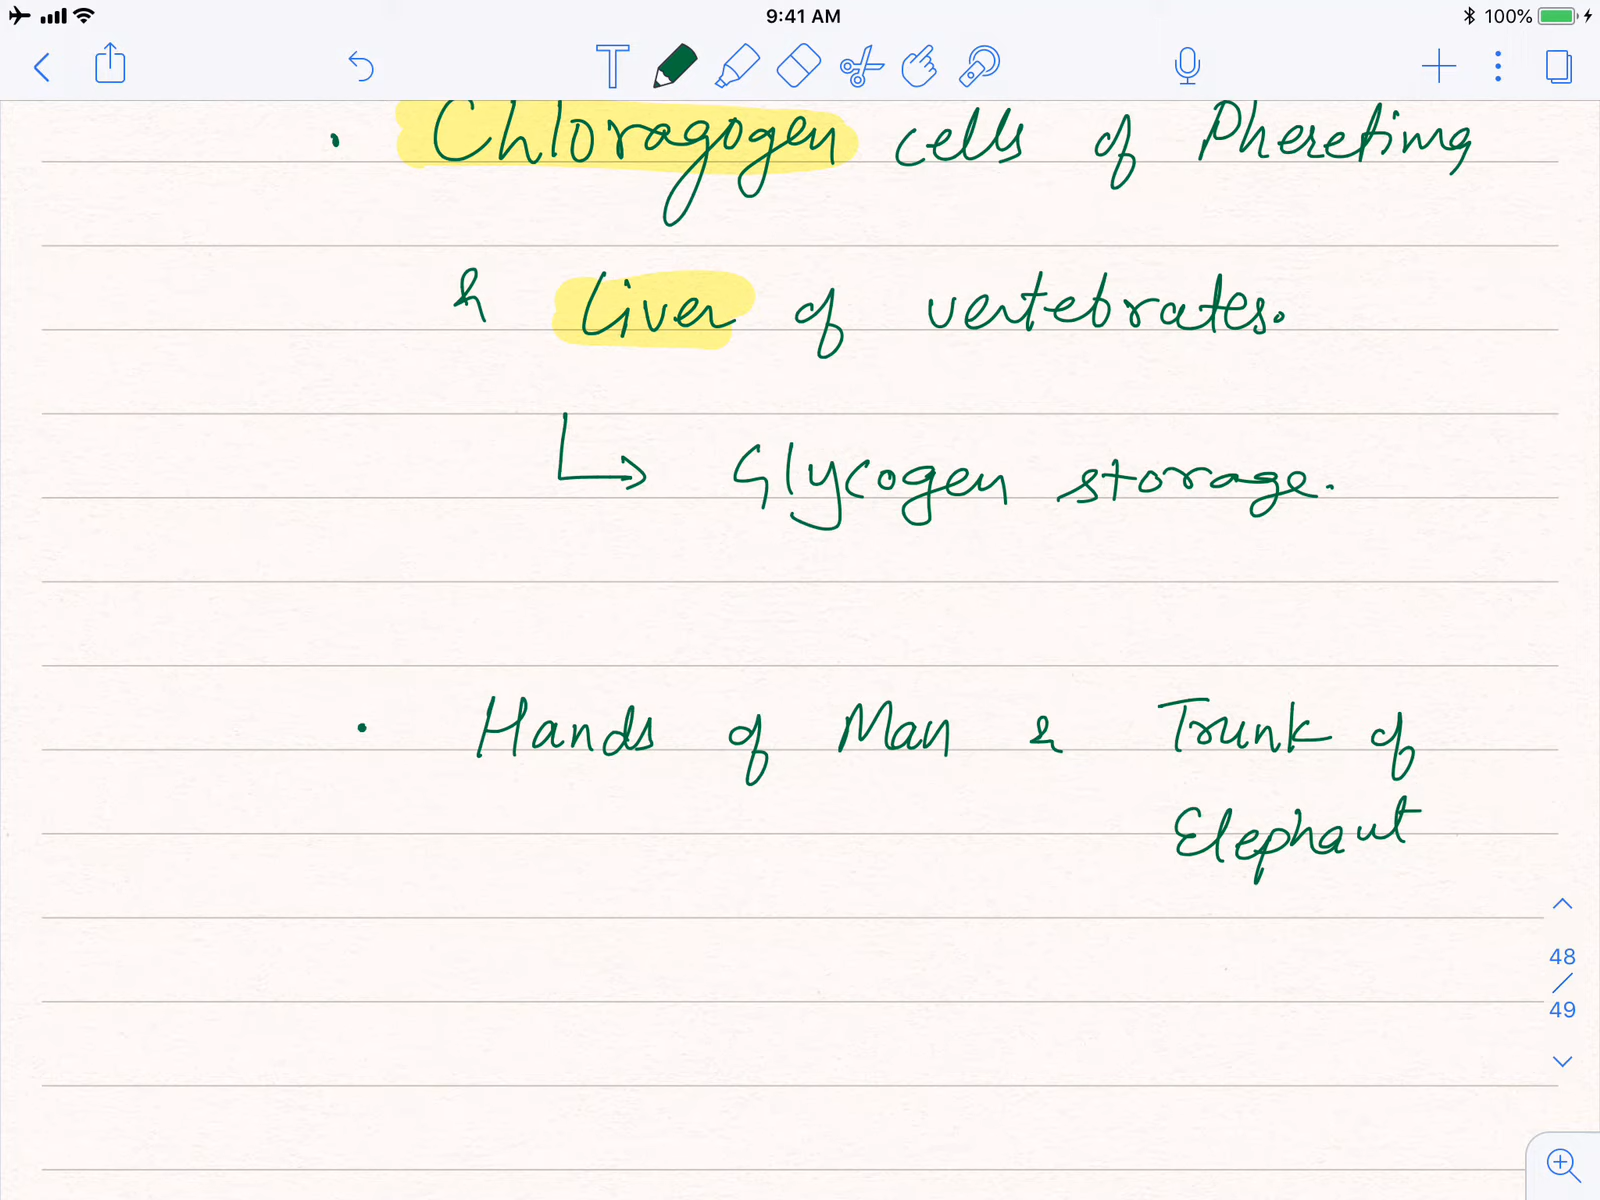 9:41 AM
100%
T
• Chloragogen cells of Pheretima
& Liver of vertebrates.
↳ Glycogen storage.
• Hands of Man & Trunk of
Elephant
48
/
49